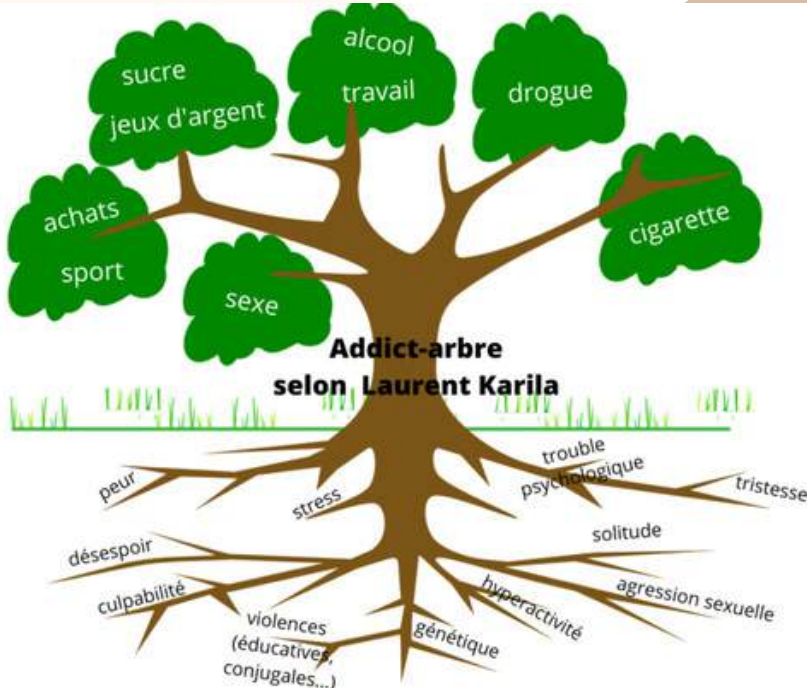 sucre
jeux d'argent
alcool
travail
drogue
achats
sport
sexe
cigarette
Addict-arbre
selon Laurent Karila
peur
stress
trouble
psychologique
tristesse
désespoir
culpabilité
violences
(éducatives,
conjugales...)
génétique
hyperactivité
solitude
agression sexuelle